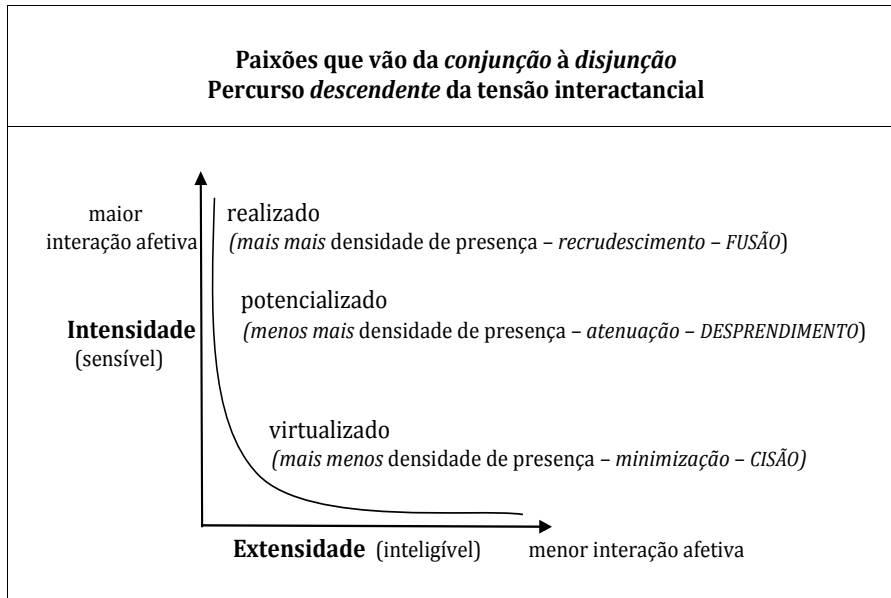 Paixões que vão da conjunção à disjunção
Percurso descendente da tensão interactancial
maior
interação afetiva
realizado
(mais mais densidade de presença – recrudescimento – FUSÃO)
potencializado
(menos mais densidade de presença – atenuação – DESPRENDIMENTO)
Intensidade
(sensível)
virtualizado
(mais menos densidade de presença – minimização – CISÃO)
Extensidade (inteligível) menor interação afetiva